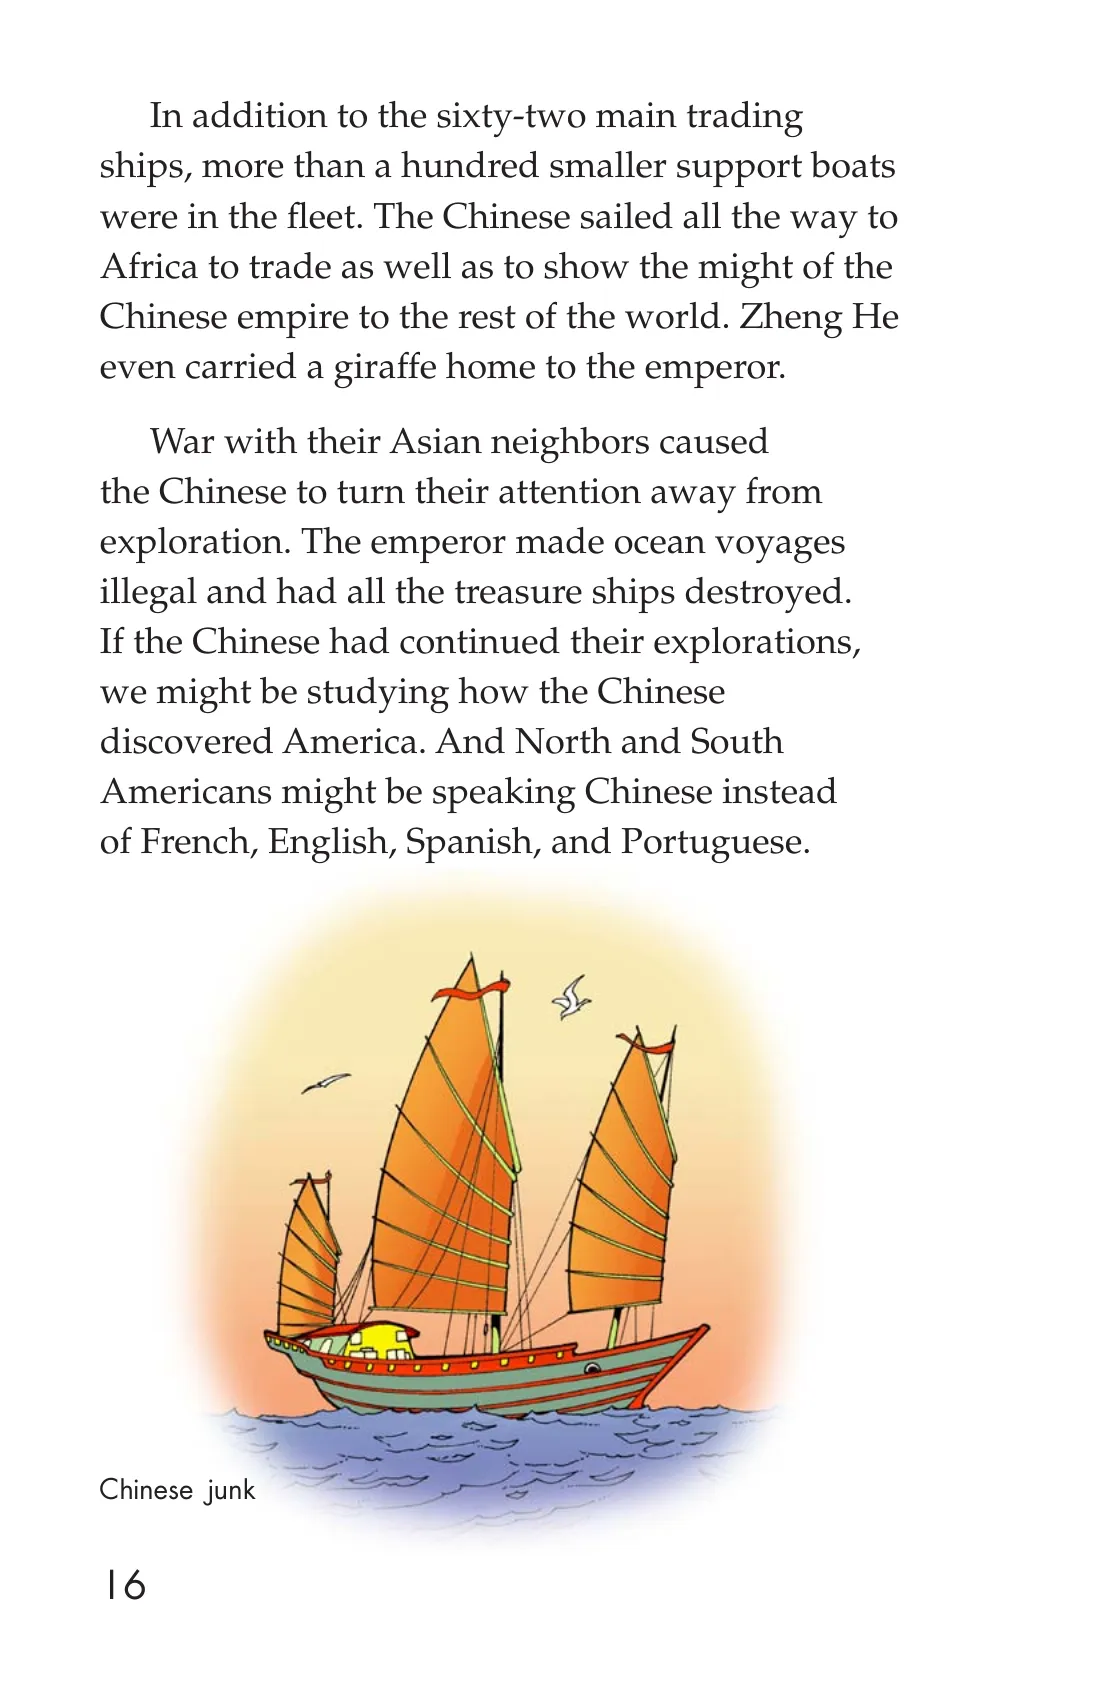 In addition to the sixty-two main trading
ships, more than a hundred smaller support boats
were in the fleet. The Chinese sailed all the way to
Africa to trade as well as to show the might of the
Chinese empire to the rest of the world. Zheng He
even carried a giraffe home to the emperor.
War with their Asian neighbors caused
the Chinese to turn their attention away from
exploration. The emperor made ocean voyages
illegal and had all the treasure ships destroyed.
If the Chinese had continued their explorations,
we might be studying how the Chinese
discovered America. And North and South
Americans might be speaking Chinese instead
of French, English, Spanish, and Portuguese.
Chinese junk
16